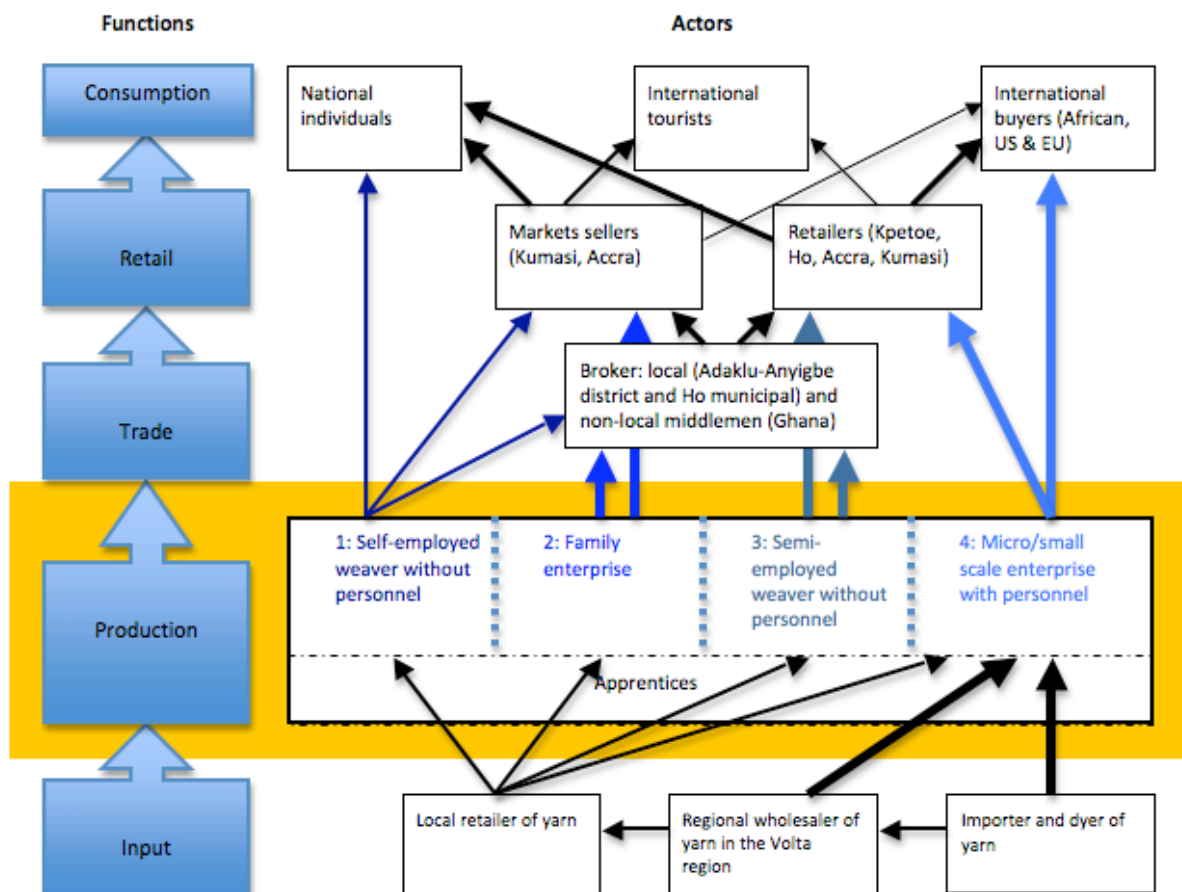 Functions
Actors
Consumption
National
individuals
International
tourists
International
buyers (African,
US & EU)
Retail
Markets sellers
(Kumasi, Accra)
Retailers (Kpetoe,
Ho, Accra, Kumasi)
Trade
Broker: local (Adaklu-Anyigbe
district and Ho municipal) and
non-local middlemen (Ghana)
Production
1: Self-employed
weaver without
personnel
2: Family
enterprise
3: Semi-
employed
weaver without
personnel
4: Micro/small
scale enterprise
with personnel
Apprentices
Input
Local retailer of yarn
Regional wholesaler of
yarn in the Volta
region
Importer and dyer of
yarn